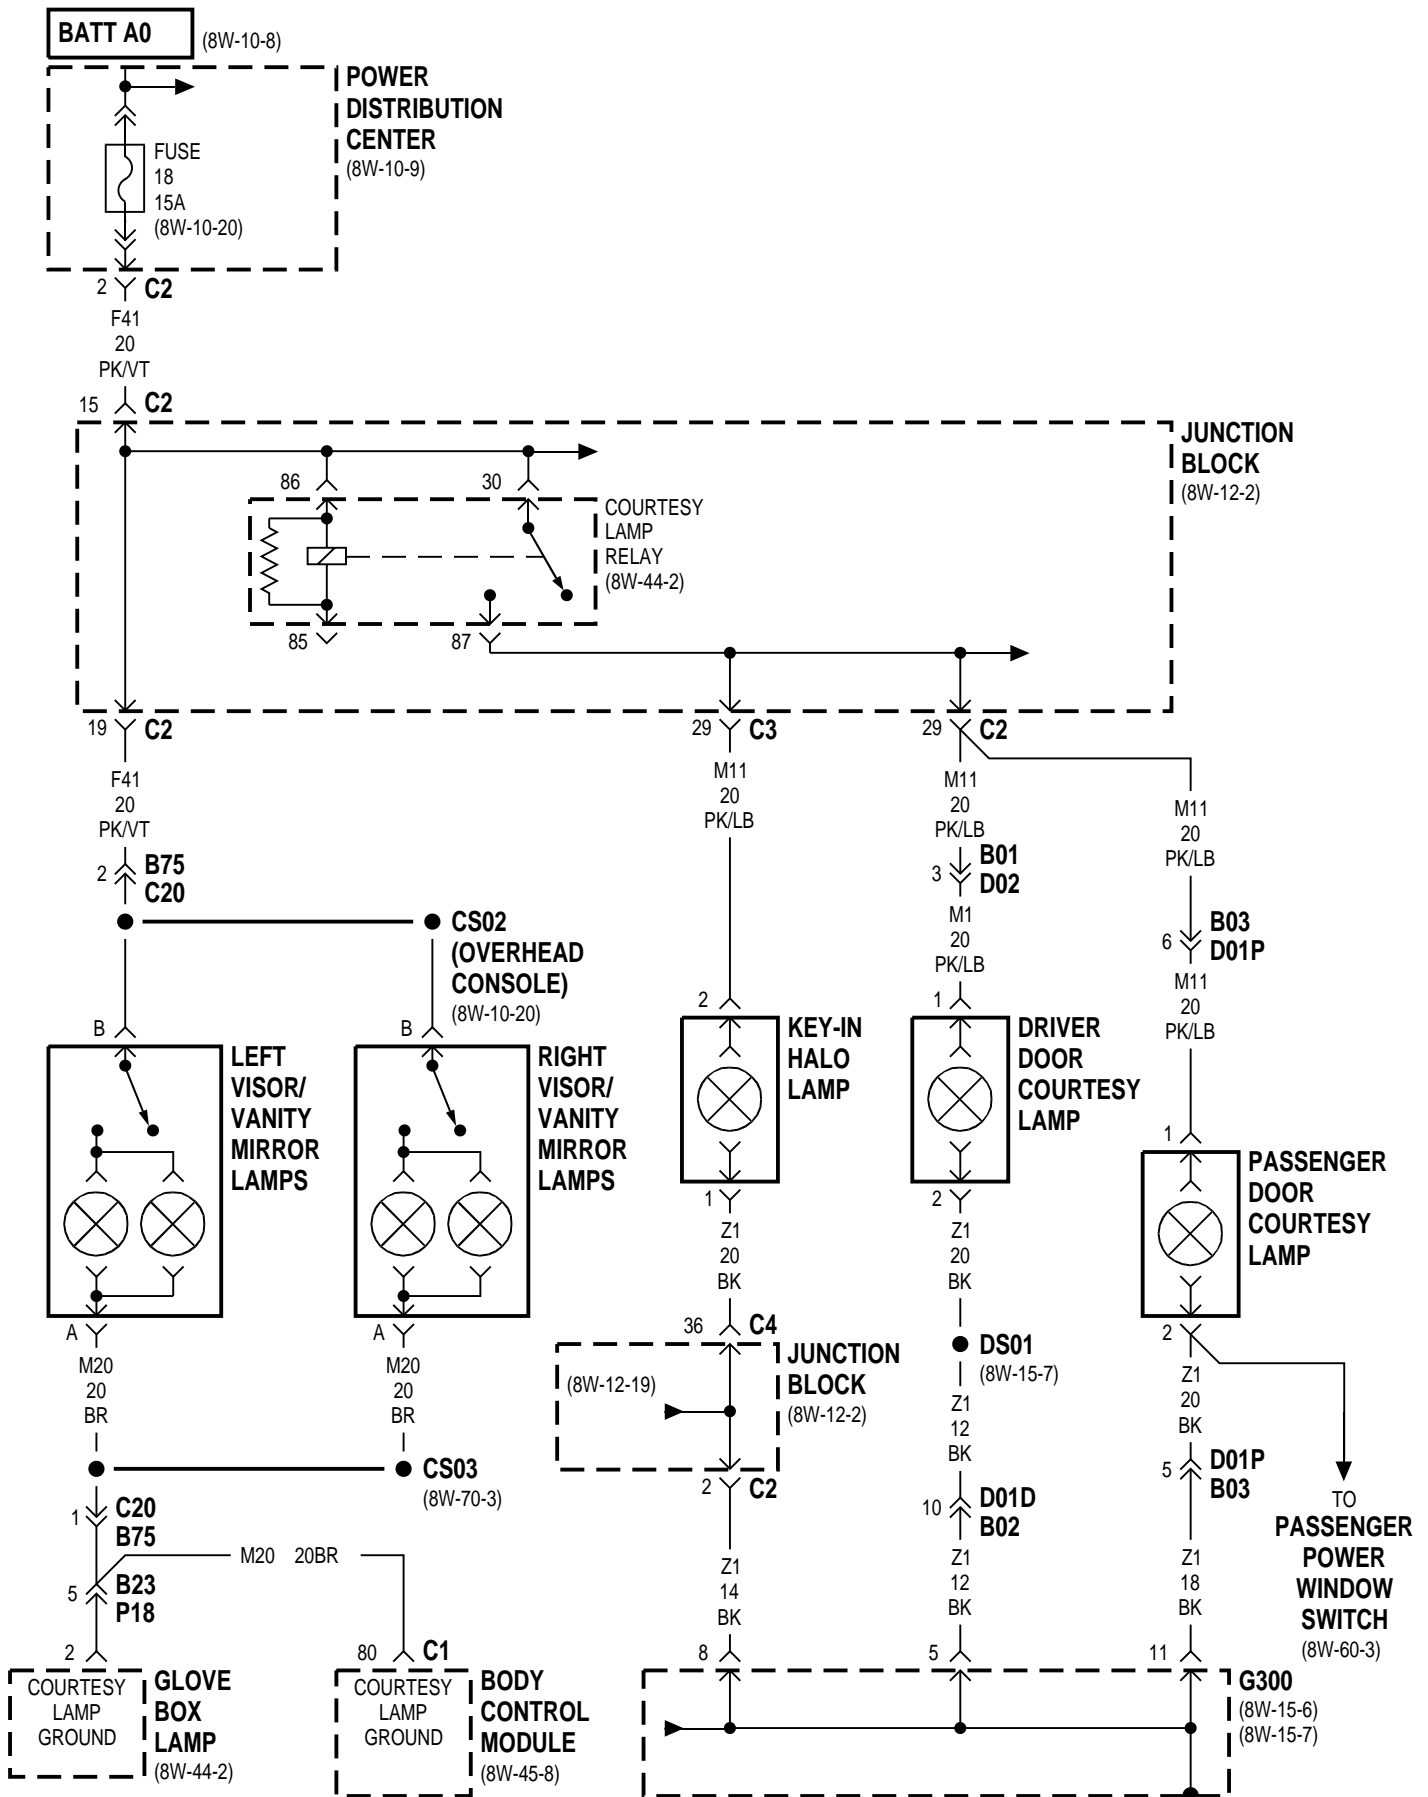 BATT A0
(8W-10-8)
POWER
DISTRIBUTION
CENTER
(8W-10-9)
FUSE
18
15A
(8W-10-20)
2 C2
F41
20
PK/VT
15 C2
JUNCTION
BLOCK
(8W-12-2)
86
30
COURTESY
LAMP
RELAY
(8W-44-2)
85
87
19 C2
29 C3
29 C2
F41
20
PK/VT
M11
20
PK/LB
M11
20
PK/LB
M11
20
PK/LB
2 B75
C20
3 B01
D02
CS02
(OVERHEAD
CONSOLE)
(8W-10-20)
M1
20
PK/LB
6 B03
D01P
M11
20
PK/LB
B
B
2
1
LEFT
VISOR/
VANITY
MIRROR
LAMPS
RIGHT
VISOR/
VANITY
MIRROR
LAMPS
KEY-IN
HALO
LAMP
DRIVER
DOOR
COURTESY
LAMP
1
PASSENGER
DOOR
COURTESY
LAMP
1
2
Z1
20
BK
Z1
20
BK
A
A
36 C4
2
M20
20
BR
M20
20
BR
(8W-12-19)
JUNCTION
BLOCK
(8W-12-2)
DS01
(8W-15-7)
Z1
12
BK
Z1
20
BK
CS03
(8W-70-3)
2 C2
5 D01P
B03
TO
PASSENGER
POWER
WINDOW
SWITCH
(8W-60-3)
1 C20
B75
10 D01D
B02
M20 20BR
5 B23
P18
Z1
14
BK
Z1
12
BK
Z1
18
BK
2
80 C1
8
5
11
COURTESY
LAMP
GROUND
GLOVE
BOX
LAMP
(8W-44-2)
COURTESY
LAMP
GROUND
BODY
CONTROL
MODULE
(8W-45-8)
G300
(8W-15-6)
(8W-15-7)